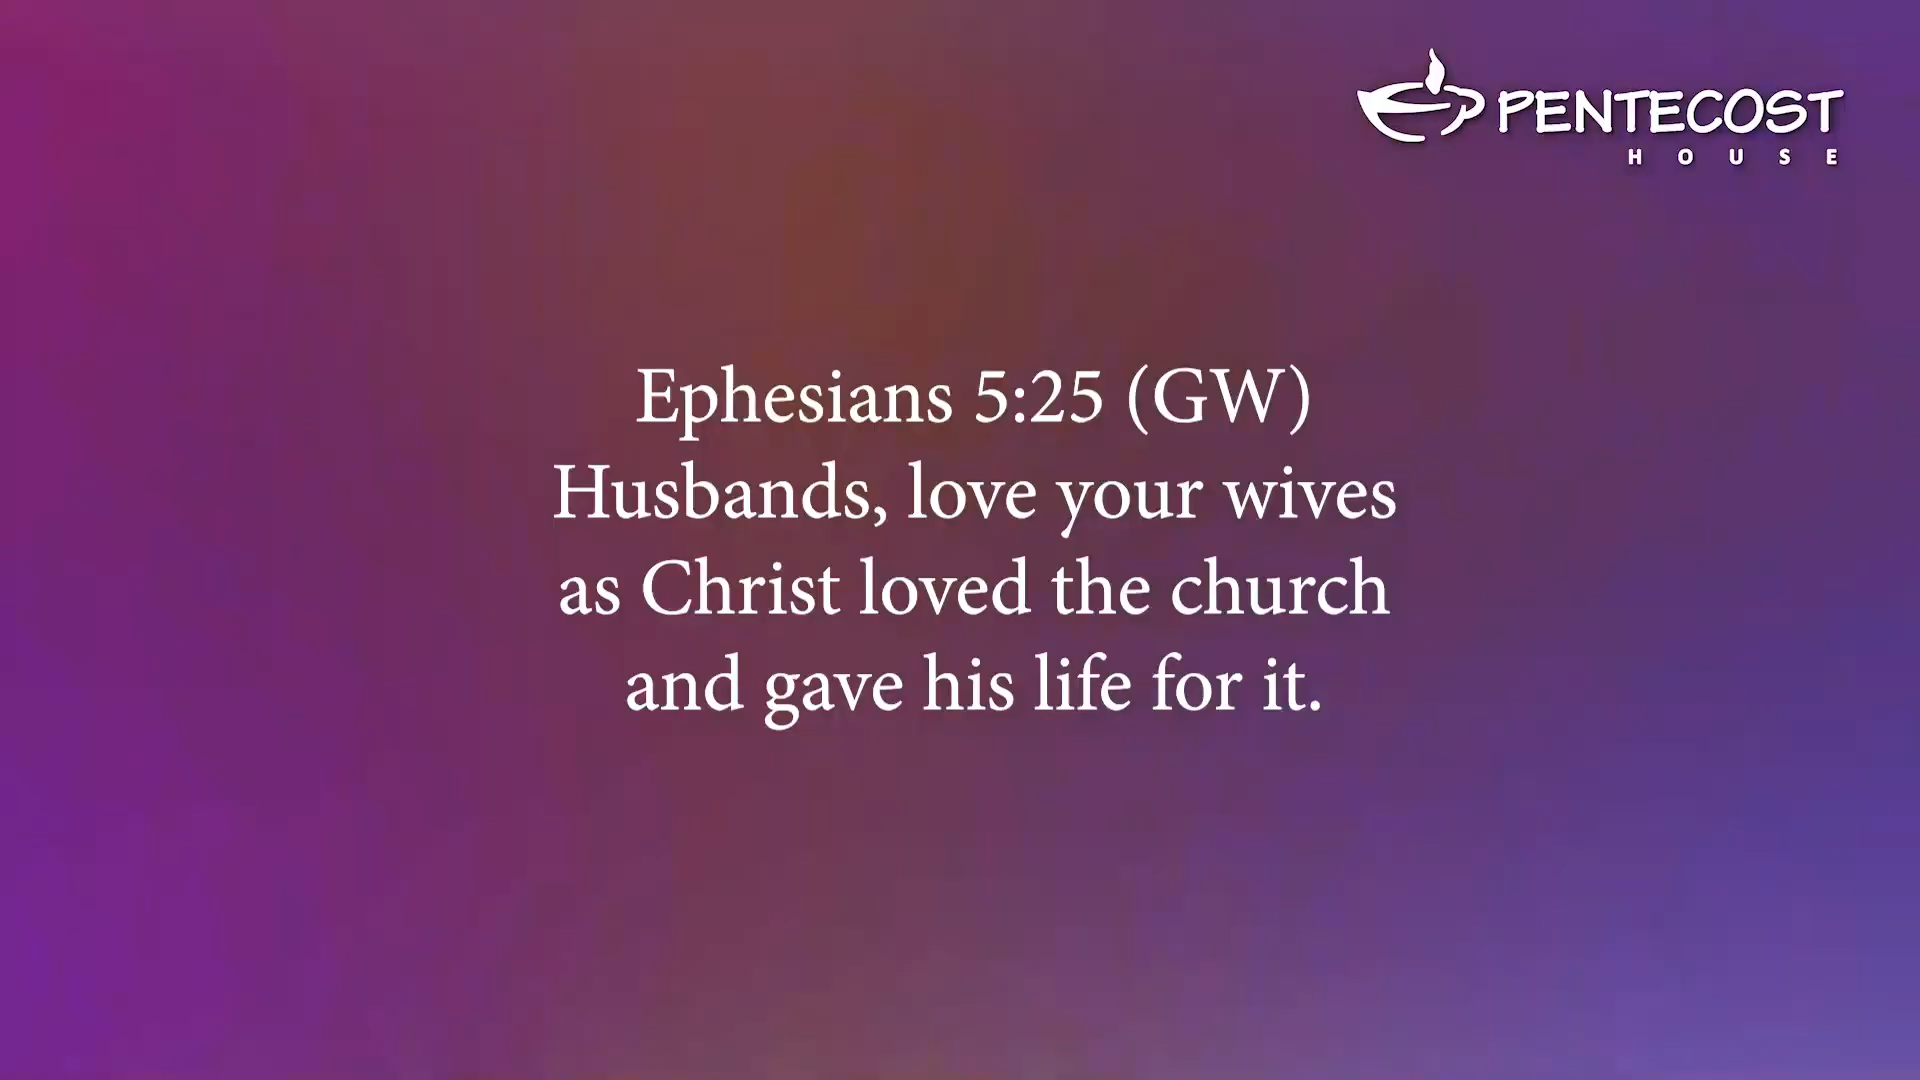 PENTECOST
HOUSE
Ephesians 5:25 (GW)
Husbands, love your wives
as Christ loved the church
and gave his life for it.